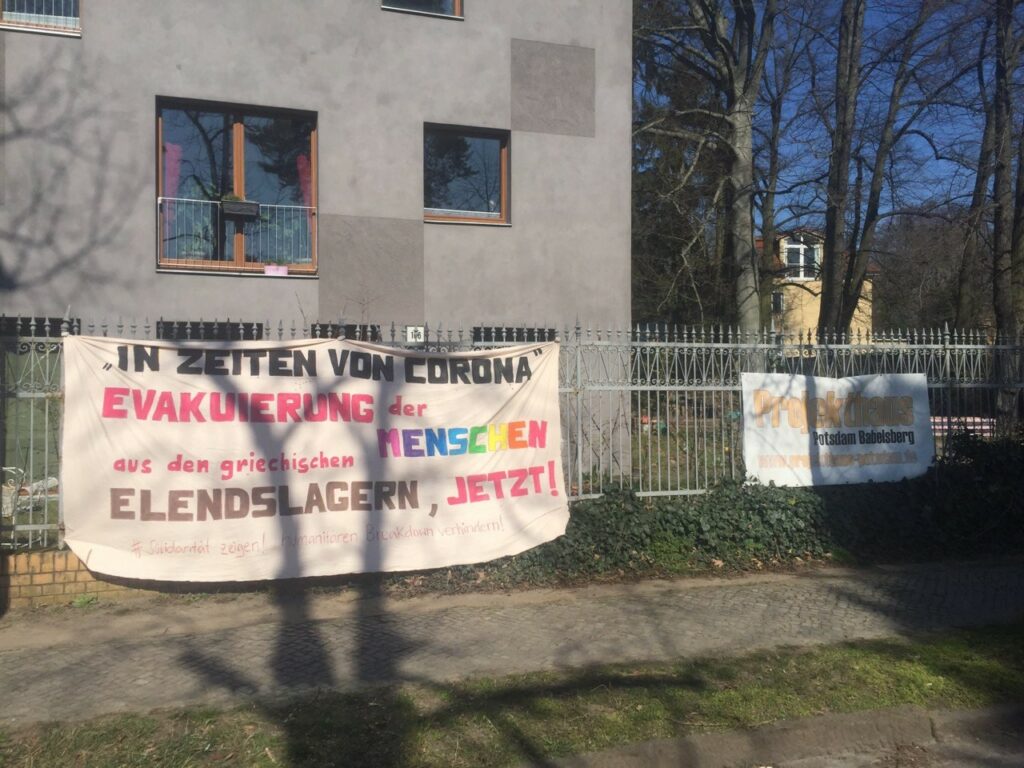 „IN ZEITEN VON CORONA"
EVAKUIERUNG der
MENSCHEN
aus den griechischen
ELENDSLAGERN, JETZT!
# Solidarität zeigen! humanitären Breakdown verhindern!
Projekthaus
Potsdam Babelsberg